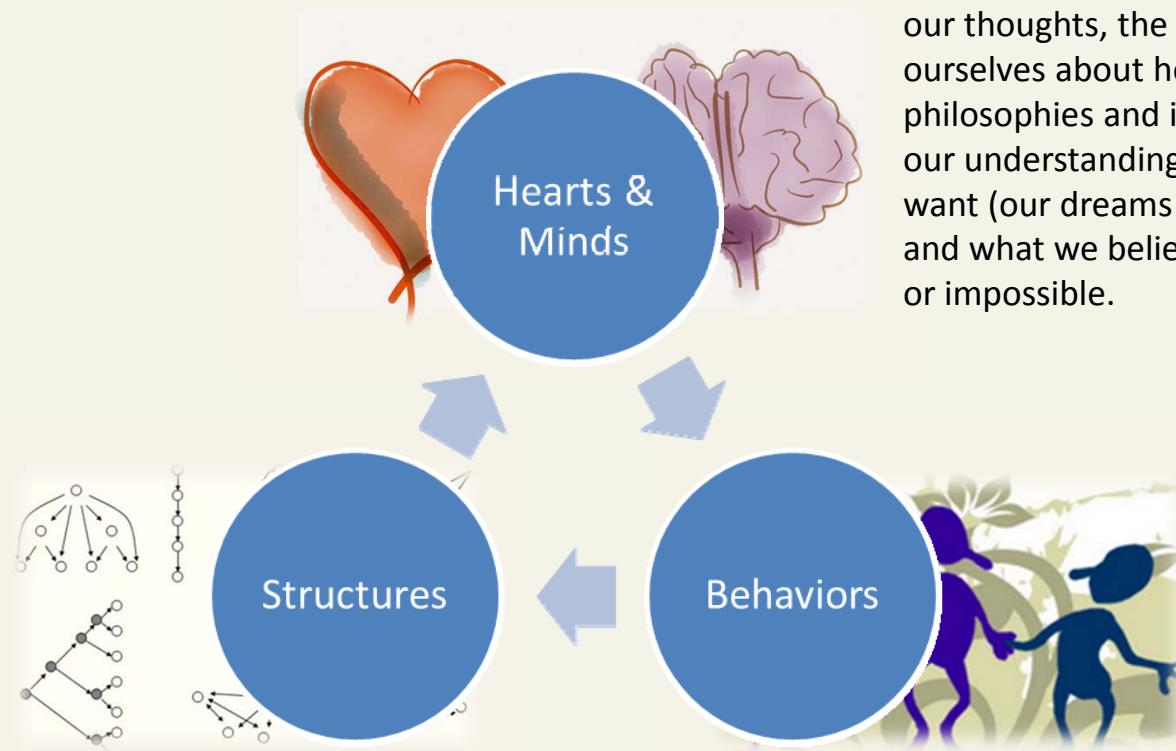 our thoughts, the
ourselves about
philosophies and
our understanding
want (our dreams
and what we
or impossible.
Hearts &
Minds
Structures
Behaviors